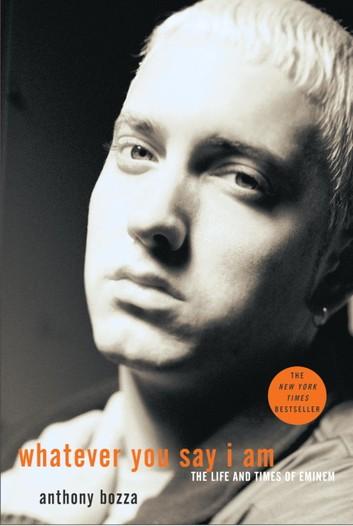 THE
NEW YORK
TIMES
BESTSELLER
whatever you say i am
THE LIFE AND TIMES OF EMINEM
anthony bozza